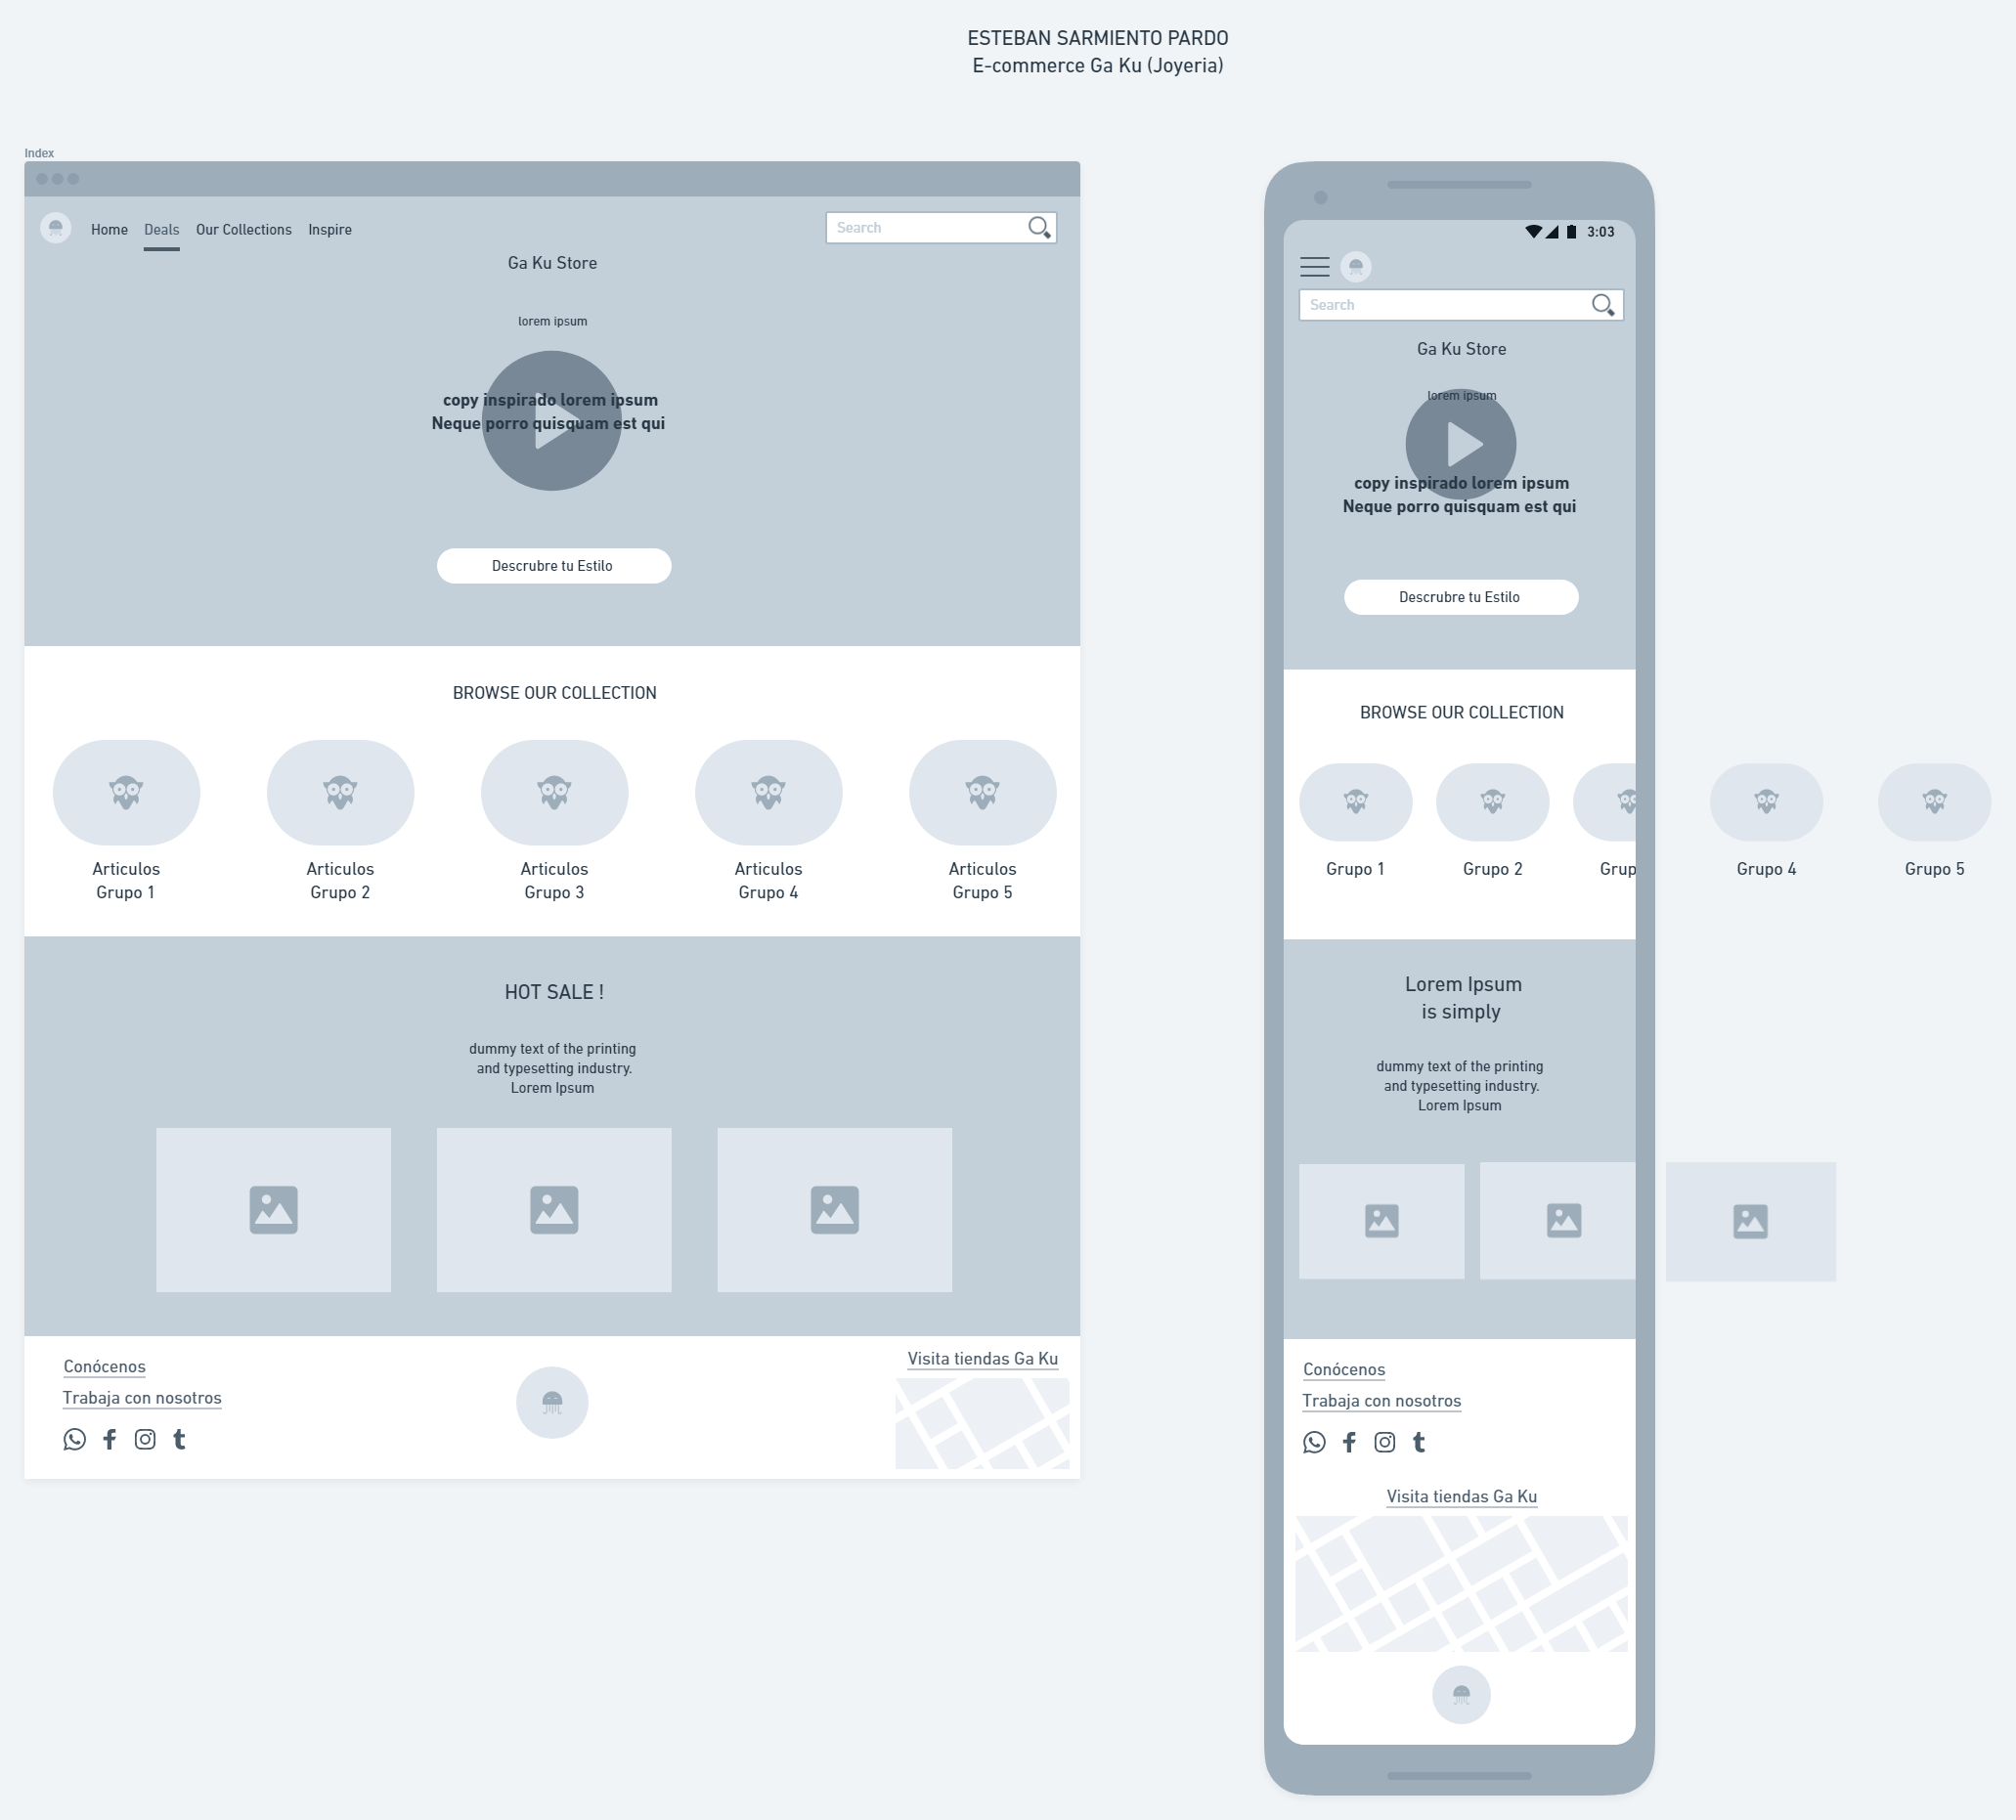 ESTEBAN SARMIENTO PARDO
E-commerce Ga Ku (Joyeria)
Index
Home Deals Our Collections Inspire
Search
Ga Ku Store
lorem ipsum
copy inspirado lorem ipsum
Neque porro quisquam est qui
Descrubre tu Estilo
BROWSE OUR COLLECTION
Articulos
Grupo 1
Articulos
Grupo 2
Articulos
Grupo 3
Articulos
Grupo 4
Articulos
Grupo 5
HOT SALE !
dummy text of the printing
and typesetting industry.
Lorem Ipsum
Conócenos
Trabaja con nosotros
Visita tiendas Ga Ku
3:03
Search
Ga Ku Store
lorem ipsum
copy inspirado lorem ipsum
Neque porro quisquam est qui
Descrubre tu Estilo
BROWSE OUR COLLECTION
Grupo 1
Grupo 2
Grup
Grupo 4
Grupo 5
Lorem Ipsum
is simply
dummy text of the printing
and typesetting industry.
Lorem Ipsum
Conócenos
Trabaja con nosotros
Visita tiendas Ga Ku